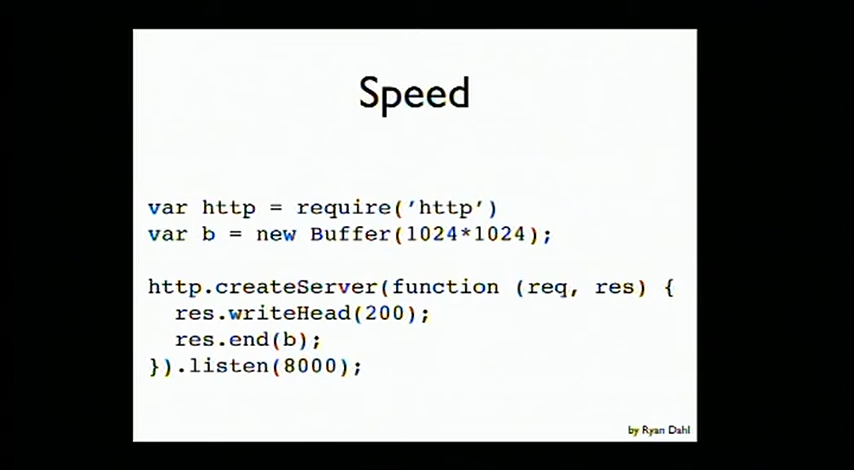 Speed
var http = require('http')
var b = new Buffer(1024*1024);
http.createServer(function (req, res) {
  res.writeHead(200);
  res.end(b);
}).listen(8000);
by Ryan Dahl